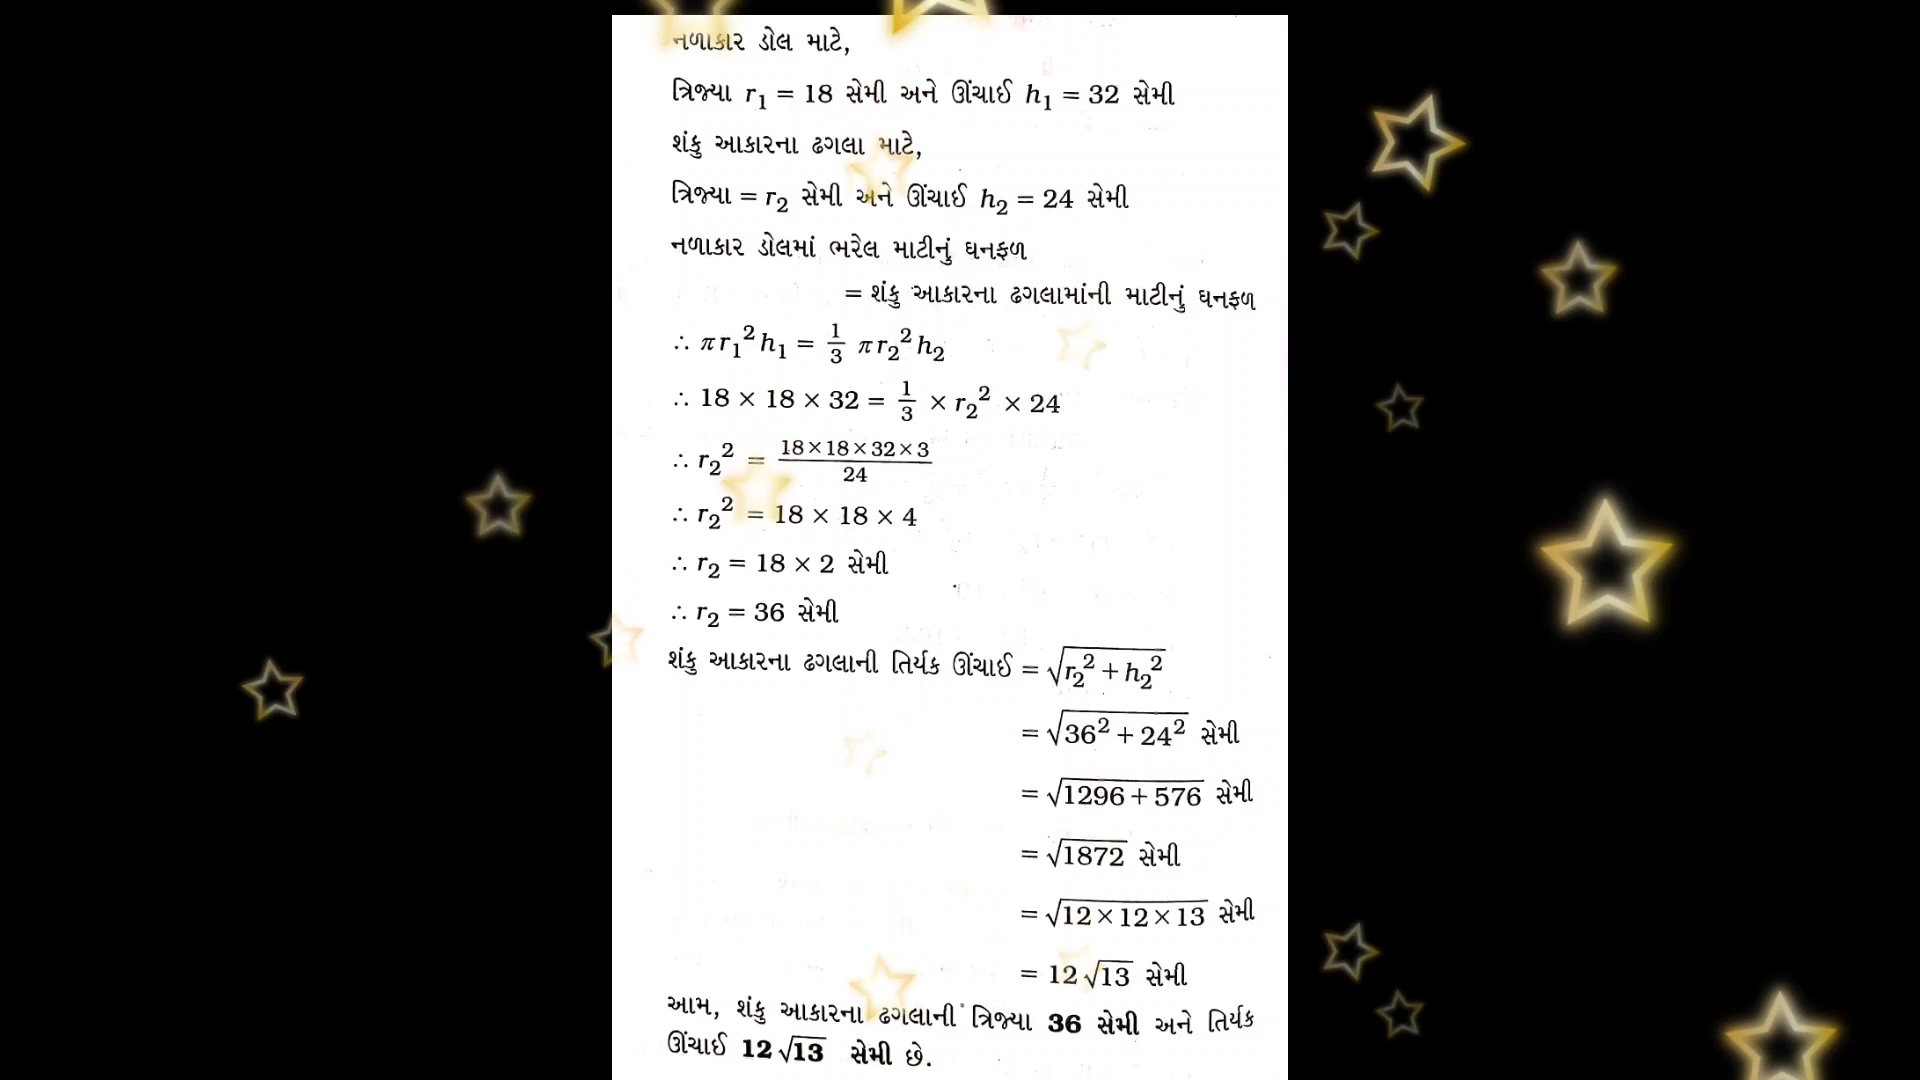 નળાકાર ડોલ માટે,
ત્રિજ્યા r₁ = 18 સેમી અને ઊંચાઈ h₁ = 32 સેમી
શંકુ આકારના ઢગલા માટે,
ત્રિજ્યા = r₂ સેમી અને ઊંચાઈ h₂ = 24 સેમી
નળાકાર ડોલમાં ભરેલ માટીનું ઘનફળ
= શંકુ આકારના ઢગલામાંની માટીનું ઘનફળ
∴ πr₁²h₁ = 1/3 πr₂²h₂
∴ 18 × 18 × 32 = 1/3 × r₂² × 24
∴ r₂² = 18×18×32×3/24
∴ r₂² = 18 × 18 × 4
∴ r₂ = 18 × 2 સેમી
∴ r₂ = 36 સેમી
શંકુ આકારના ઢગલાની તિર્યક ઊંચાઈ = √(r₂² + h₂²)
= √(36² + 24²) સેમી
= √(1296 + 576) સેમી
= √1872 સેમી
= √(12×12×13) સેમી
= 12√13 સેમી
આમ, શંકુ આકારના ઢગલાની ત્રિજ્યા 36 સેમી અને તિર્યક
ઊંચાઈ 12√13 સેમી છે.